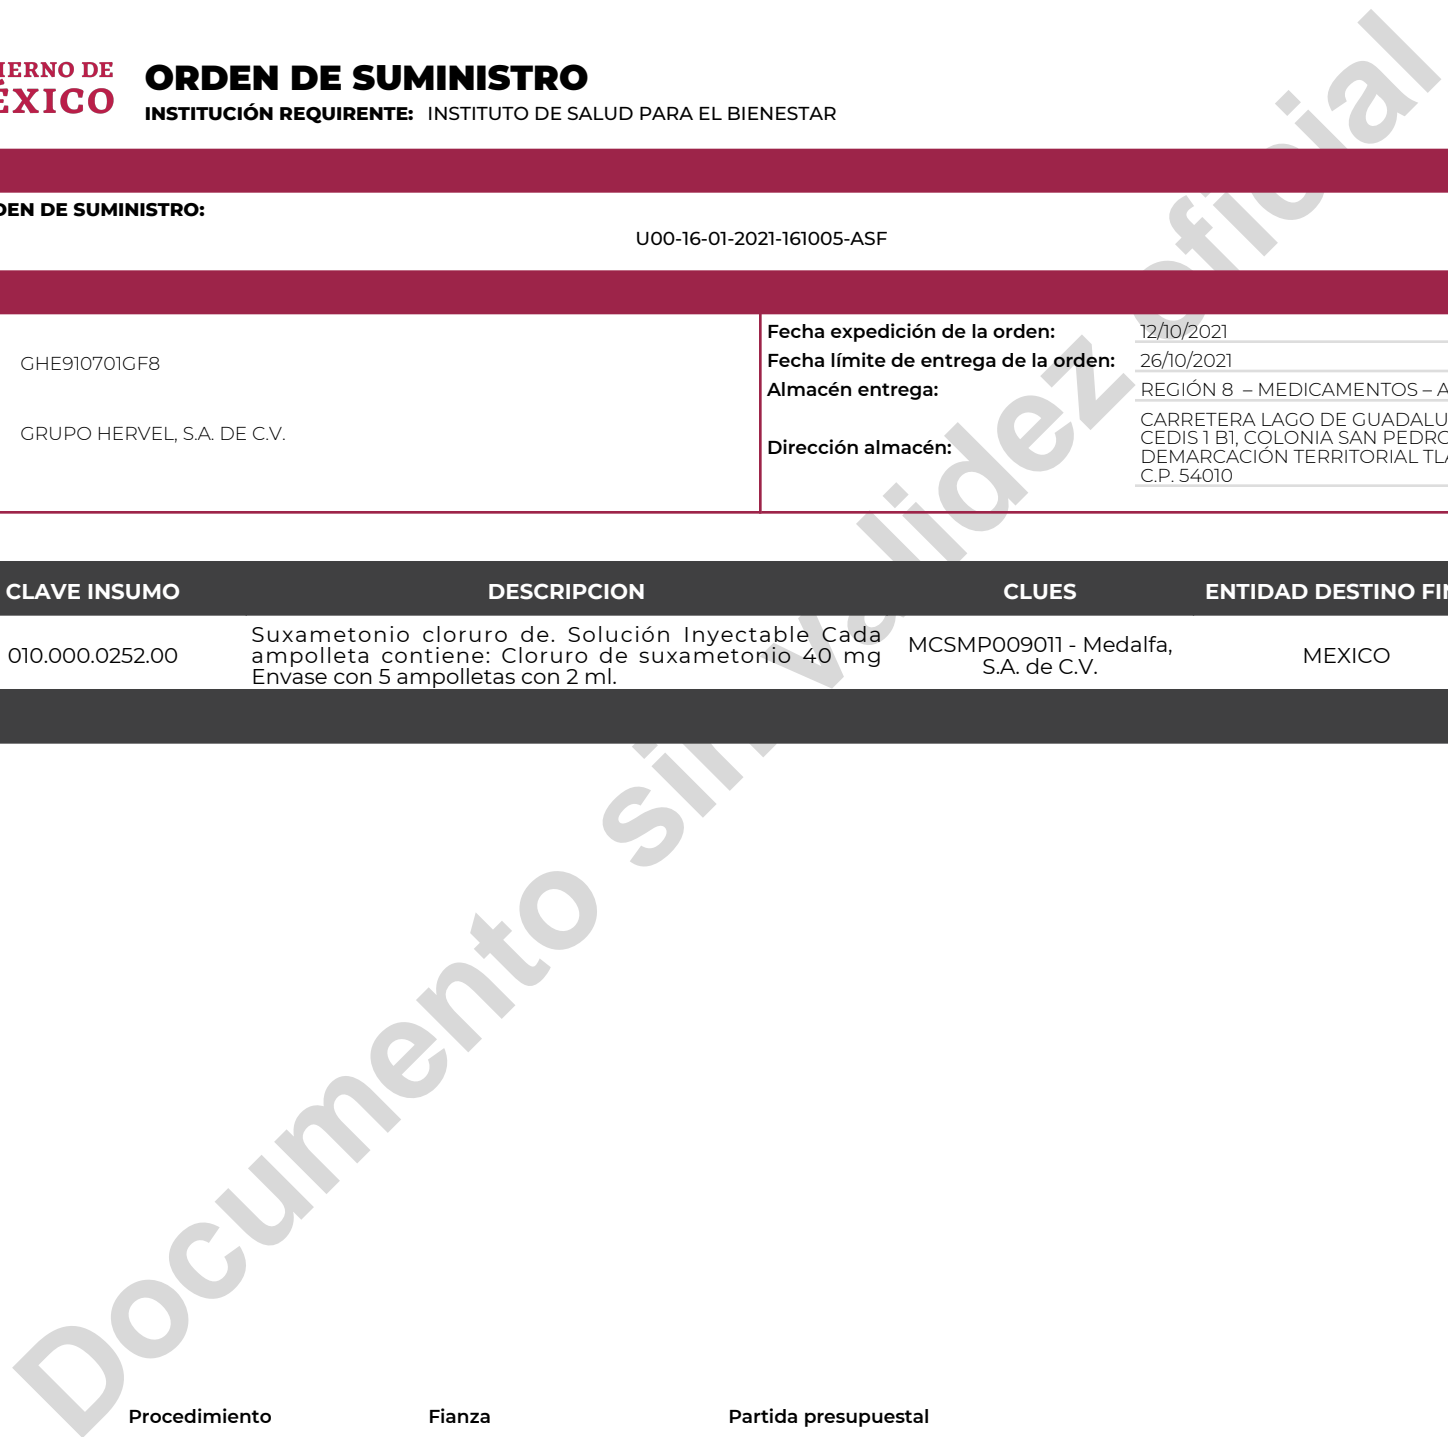 IERNO DE
ÉXICO
ORDEN DE SUMINISTRO
INSTITUCIÓN REQUIRENTE: INSTITUTO DE SALUD PARA EL BIENESTAR
DEN DE SUMINISTRO:
U00-16-01-2021-161005-ASF
GHE910701GF8
GRUPO HERVEL, S.A. DE C.V.
Fecha expedición de la orden: 12/10/2021
Fecha límite de entrega de la orden: 26/10/2021
Almacén entrega: REGIÓN 8 – MEDICAMENTOS – A
Dirección almacén:
CARRETERA LAGO DE GUADALU
CEDIS 1 B1, COLONIA SAN PEDRO
DEMARCACIÓN TERRITORIAL TLA
C.P. 54010
CLAVE INSUMO DESCRIPCION CLUES ENTIDAD DESTINO FIN
010.000.0252.00
Suxametonio cloruro de. Solución Inyectable Cada
ampolleta contiene: Cloruro de suxametonio 40 mg
Envase con 5 ampolletas con 2 ml.
MCSMP009011 - Medalfa,
S.A. de C.V.
MEXICO
Documento sin validez oficial
Procedimiento Fianza Partida presupuestal